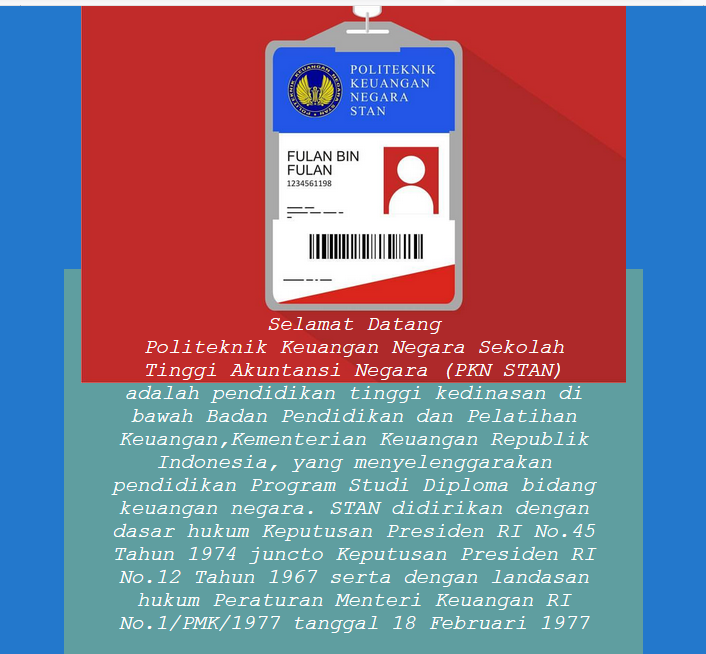 POLITEKNIK KEUANGAN NEGARA STAN
POLITEKNIK
KEUANGAN
NEGARA
STAN
FULAN BIN
FULAN
1234561198
Selamat Datang
Politeknik Keuangan Negara Sekolah
Tinggi Akuntansi Negara (PKN STAN)
adalah pendidikan tinggi kedinasan di
bawah Badan Pendidikan dan Pelatihan
Keuangan,Kementerian Keuangan Republik
Indonesia, yang menyelenggarakan
pendidikan Program Studi Diploma bidang
keuangan negara. STAN didirikan dengan
dasar hukum Keputusan Presiden RI No.45
Tahun 1974 juncto Keputusan Presiden RI
No.12 Tahun 1967 serta dengan landasan
hukum Peraturan Menteri Keuangan RI
No.1/PMK/1977 tanggal 18 Februari 1977